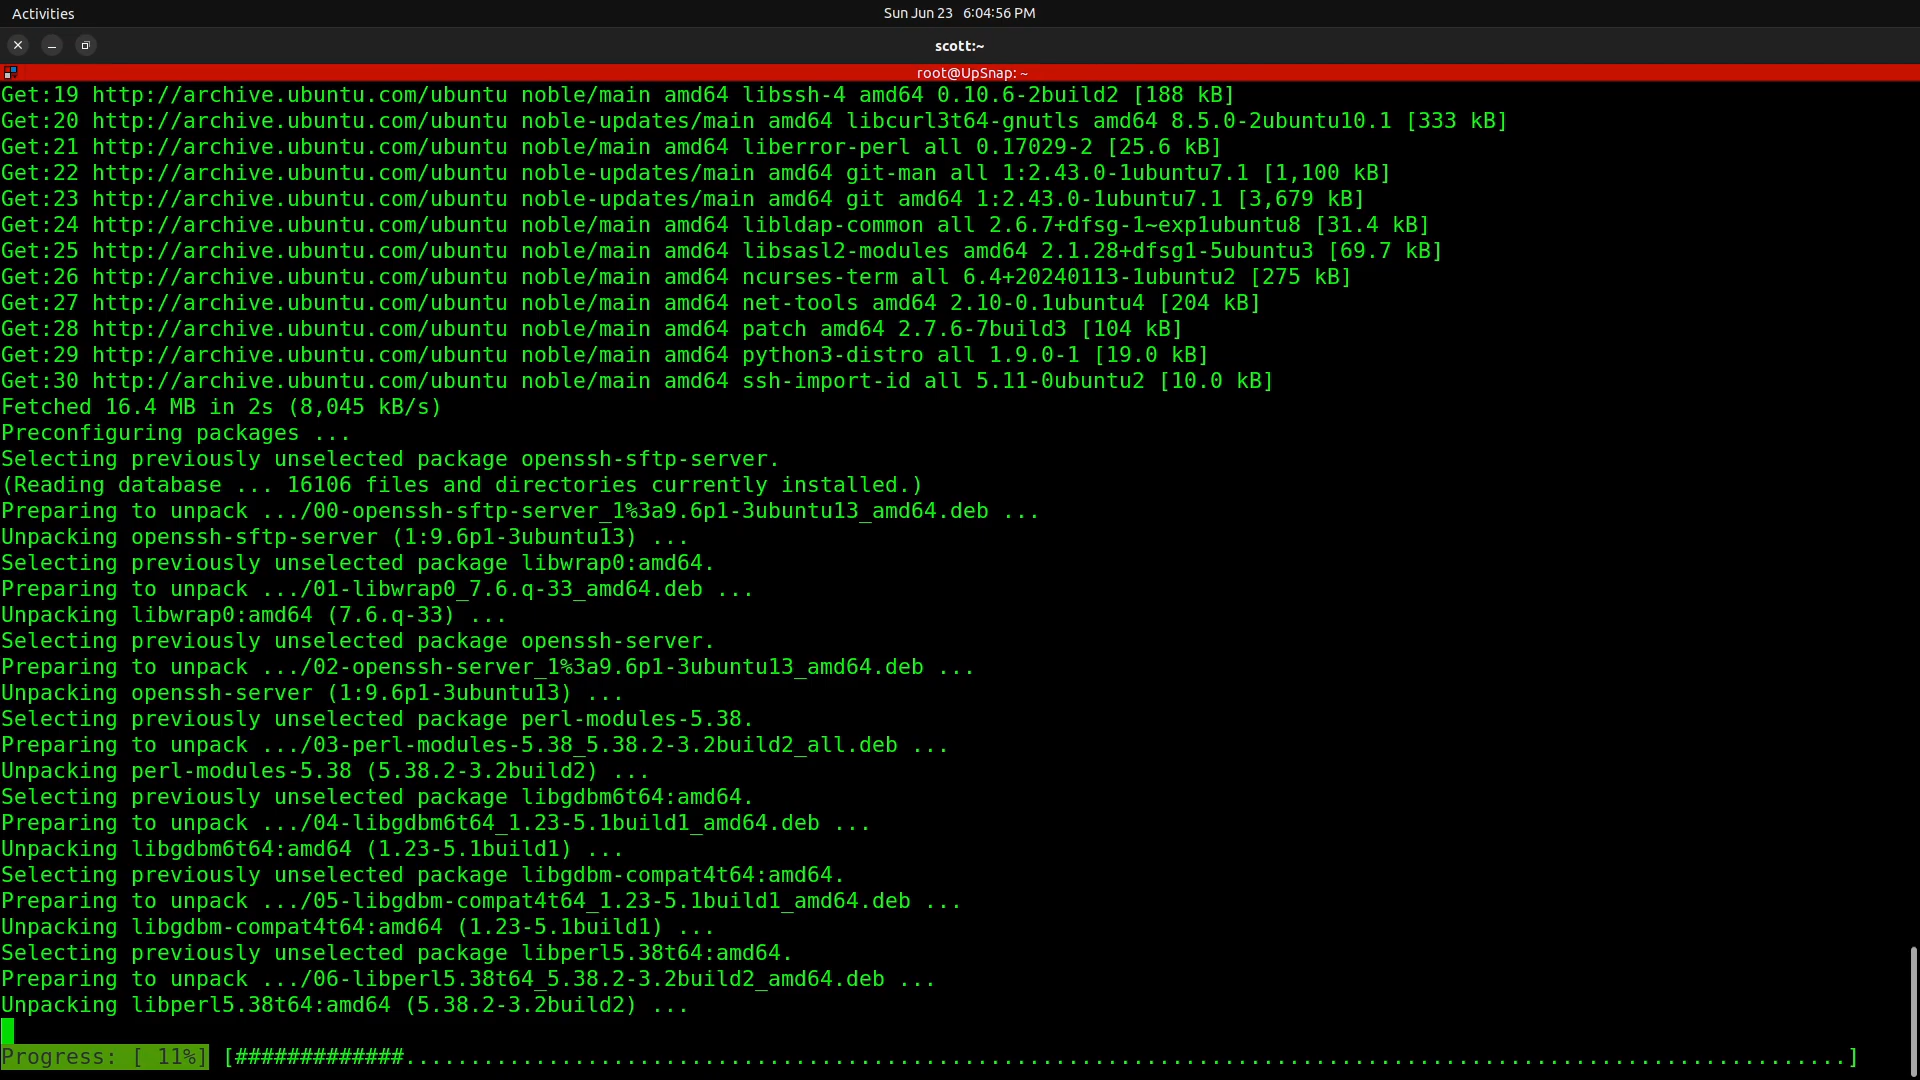 Activities
Sun Jun 23 6:04:56 PM
scott:~
root@UpSnap: ~
Get:19 http://archive.ubuntu.com/ubuntu noble/main amd64 libssh-4 amd64 0.10.6-2build2 [188 kB]
Get:20 http://archive.ubuntu.com/ubuntu noble-updates/main amd64 libcurl3t64-gnutls amd64 8.5.0-2ubuntu10.1 [333 kB]
Get:21 http://archive.ubuntu.com/ubuntu noble/main amd64 liberror-perl all 0.17029-2 [25.6 kB]
Get:22 http://archive.ubuntu.com/ubuntu noble-updates/main amd64 git-man all 1:2.43.0-1ubuntu7.1 [1,100 kB]
Get:23 http://archive.ubuntu.com/ubuntu noble-updates/main amd64 git amd64 1:2.43.0-1ubuntu7.1 [3,679 kB]
Get:24 http://archive.ubuntu.com/ubuntu noble/main amd64 libldap-common all 2.6.7+dfsg-1~exp1ubuntu8 [31.4 kB]
Get:25 http://archive.ubuntu.com/ubuntu noble/main amd64 libsasl2-modules amd64 2.1.28+dfsg1-5ubuntu3 [69.7 kB]
Get:26 http://archive.ubuntu.com/ubuntu noble/main amd64 ncurses-term all 6.4+20240113-1ubuntu2 [275 kB]
Get:27 http://archive.ubuntu.com/ubuntu noble/main amd64 net-tools amd64 2.10-0.1ubuntu4 [204 kB]
Get:28 http://archive.ubuntu.com/ubuntu noble/main amd64 patch amd64 2.7.6-7build3 [104 kB]
Get:29 http://archive.ubuntu.com/ubuntu noble/main amd64 python3-distro all 1.9.0-1 [19.0 kB]
Get:30 http://archive.ubuntu.com/ubuntu noble/main amd64 ssh-import-id all 5.11-0ubuntu2 [10.0 kB]
Fetched 16.4 MB in 2s (8,045 kB/s)
Preconfiguring packages ...
Selecting previously unselected package openssh-sftp-server.
(Reading database ... 16106 files and directories currently installed.)
Preparing to unpack .../00-openssh-sftp-server_1%3a9.6p1-3ubuntu13_amd64.deb ...
Unpacking openssh-sftp-server (1:9.6p1-3ubuntu13) ...
Selecting previously unselected package libwrap0:amd64.
Preparing to unpack .../01-libwrap0_7.6.q-33_amd64.deb ...
Unpacking libwrap0:amd64 (7.6.q-33) ...
Selecting previously unselected package openssh-server.
Preparing to unpack .../02-openssh-server_1%3a9.6p1-3ubuntu13_amd64.deb ...
Unpacking openssh-server (1:9.6p1-3ubuntu13) ...
Selecting previously unselected package perl-modules-5.38.
Preparing to unpack .../03-perl-modules-5.38_5.38.2-3.2build2_all.deb ...
Unpacking perl-modules-5.38 (5.38.2-3.2build2) ...
Selecting previously unselected package libgdbm6t64:amd64.
Preparing to unpack .../04-libgdbm6t64_1.23-5.1build1_amd64.deb ...
Unpacking libgdbm6t64:amd64 (1.23-5.1build1) ...
Selecting previously unselected package libgdbm-compat4t64:amd64.
Preparing to unpack .../05-libgdbm-compat4t64_1.23-5.1build1_amd64.deb ...
Unpacking libgdbm-compat4t64:amd64 (1.23-5.1build1) ...
Selecting previously unselected package libperl5.38t64:amd64.
Preparing to unpack .../06-libperl5.38t64_5.38.2-3.2build2_amd64.deb ...
Unpacking libperl5.38t64:amd64 (5.38.2-3.2build2) ...
Progress: [ 11%] [#############...............................................................................................................]